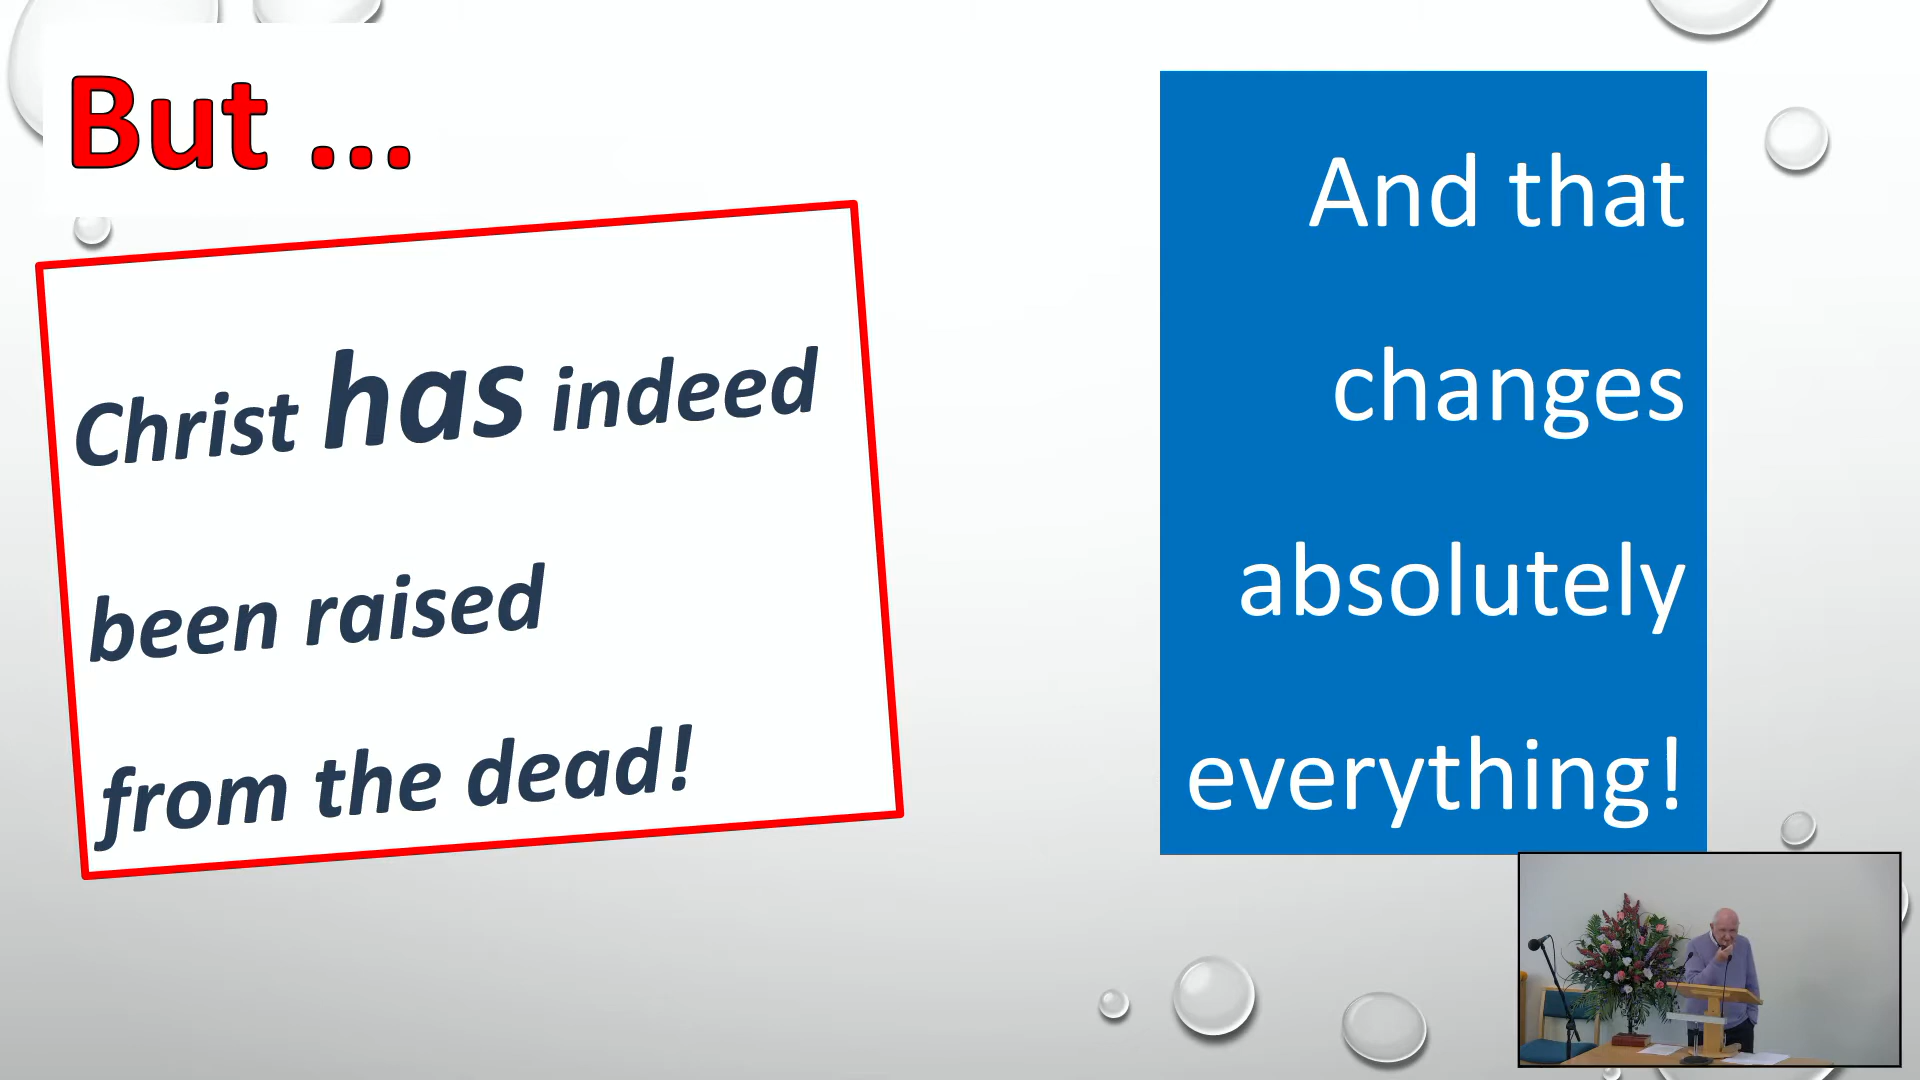 But ...
Christ has indeed
been raised
from the dead!
And that
changes
absolutely
everything!